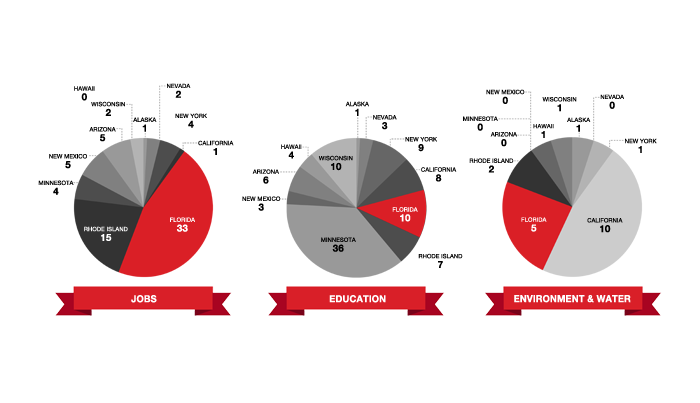 HAWAII
0
WISCONSIN
2
ALASKA
1
NEVADA
2
NEW YORK
4
CALIFORNIA
1
ARIZONA
5
NEW MEXICO
5
MINNESOTA
4
RHODE ISLAND
15
FLORIDA
33
JOBS
ALASKA
1
NEVADA
3
NEW YORK
9
CALIFORNIA
8
FLORIDA
10
RHODE ISLAND
7
MINNESOTA
36
NEW MEXICO
3
ARIZONA
6
HAWAII
4
WISCONSIN
10
EDUCATION
NEW MEXICO
0
WISCONSIN
1
NEVADA
0
MINNESOTA
0
HAWAII
1
ALASKA
1
ARIZONA
0
NEW YORK
1
RHODE ISLAND
2
FLORIDA
5
CALIFORNIA
10
ENVIRONMENT & WATER